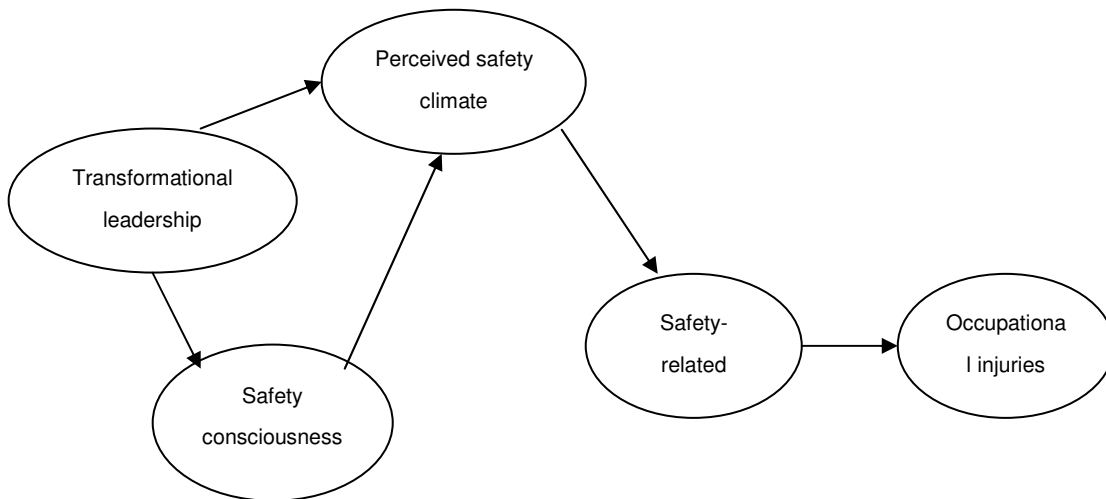 Perceived safety
climate
Transformational
leadership
Safety
consciousness
Safety-
related
Occupationa
l injuries